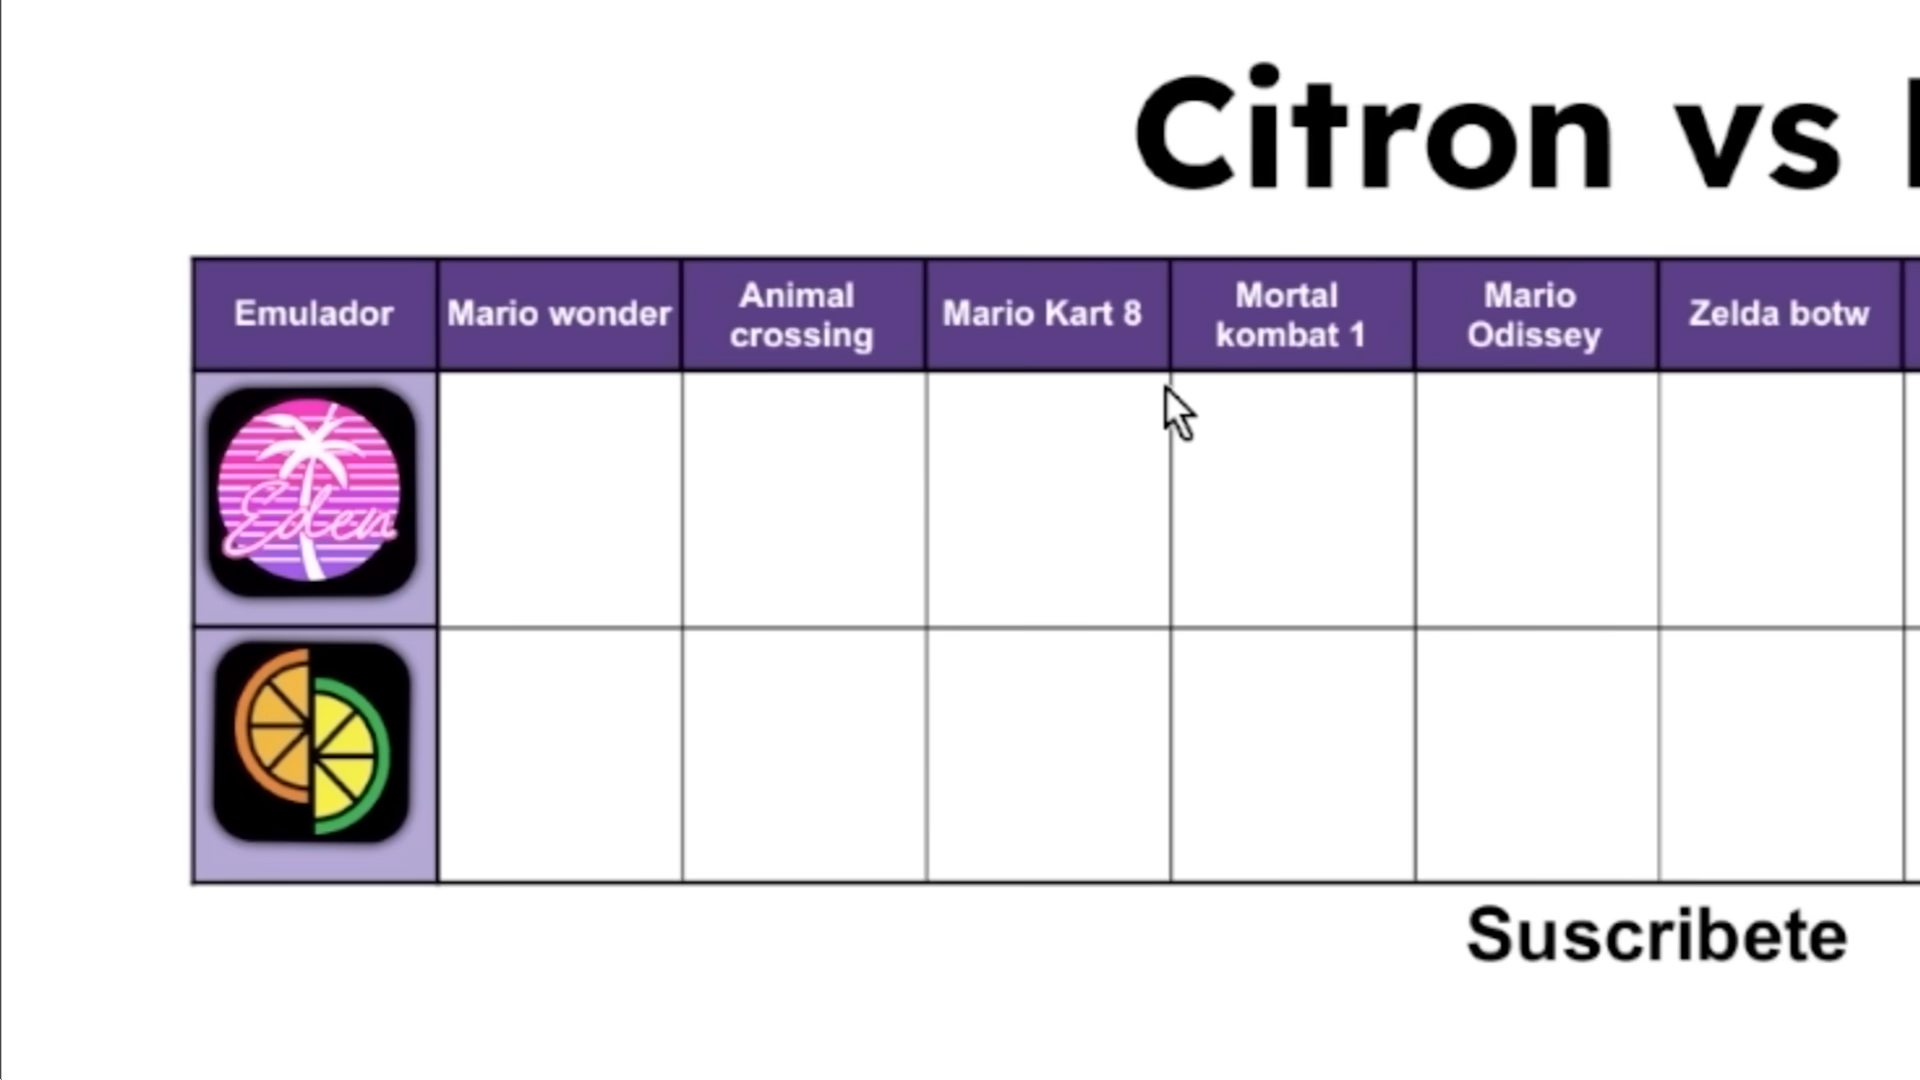 Citron vs
Emulador
Mario wonder
Animal
crossing
Mario Kart 8
Mortal
kombat 1
Mario
Odissey
Zelda botw
Eden
Suscribete